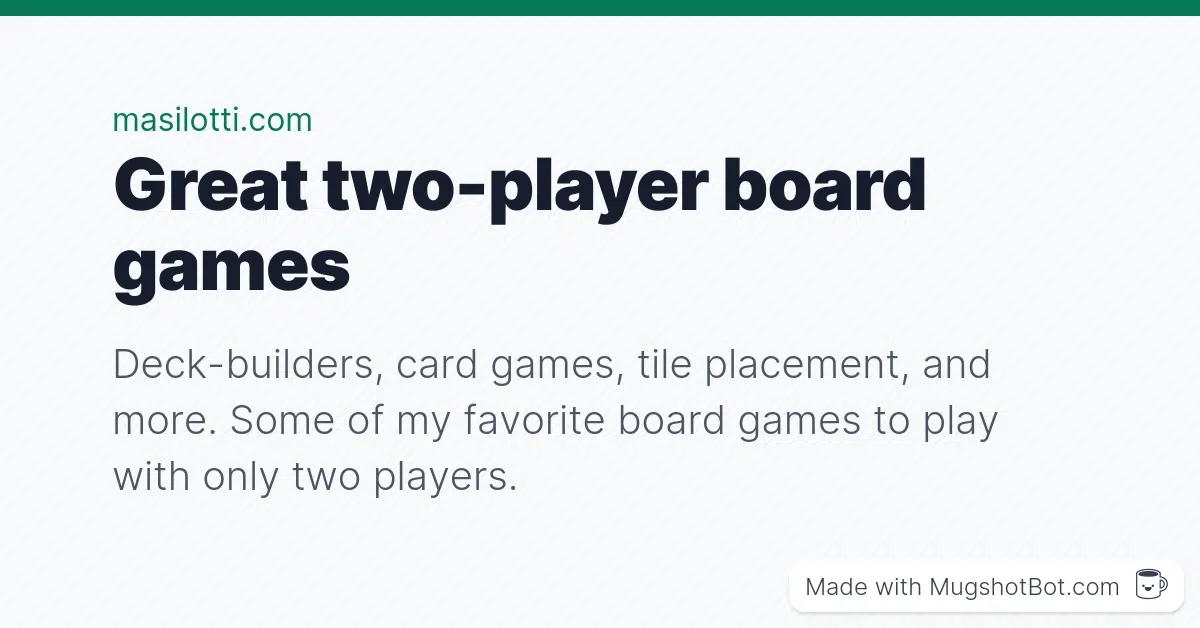 masilotti.com
Great two-player board
games
Deck-builders, card games, tile placement, and
more. Some of my favorite board games to play
with only two players.
Made with MugshotBot.com